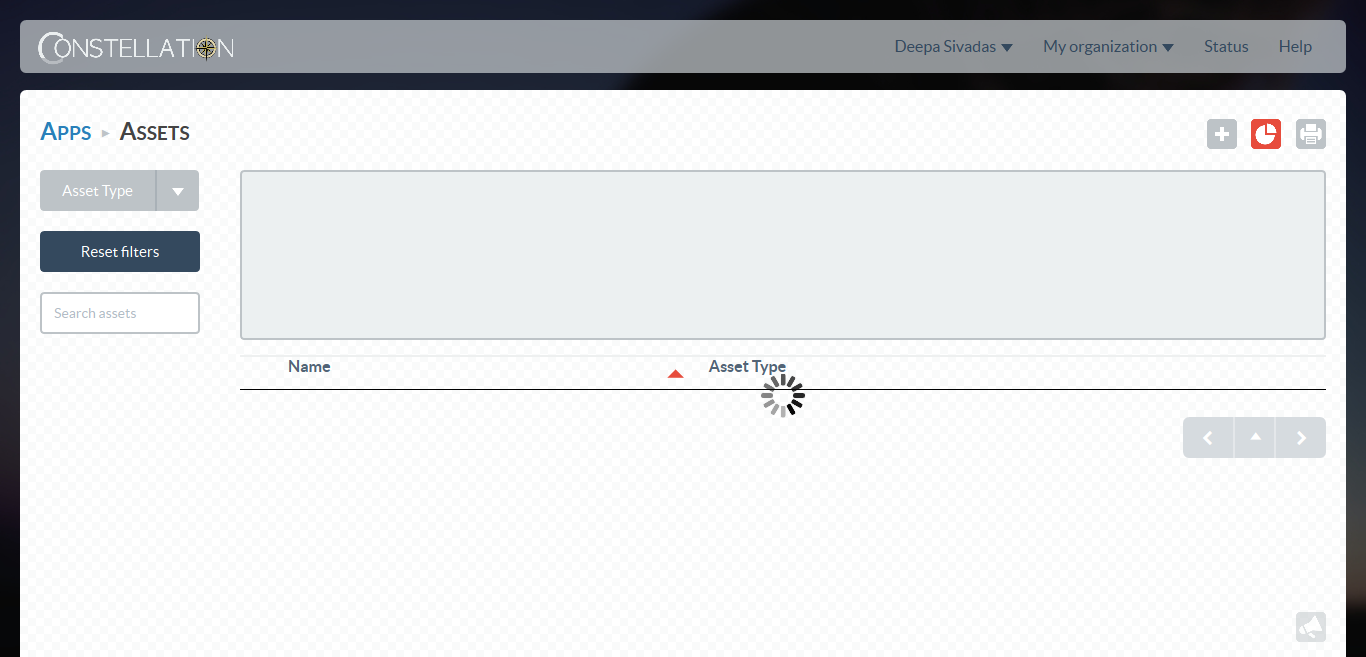 CONSTELLATION
Deepa Sivadas My organization Status Help
Apps Assets
Asset Type
Reset filters
Search assets
Name Asset Type